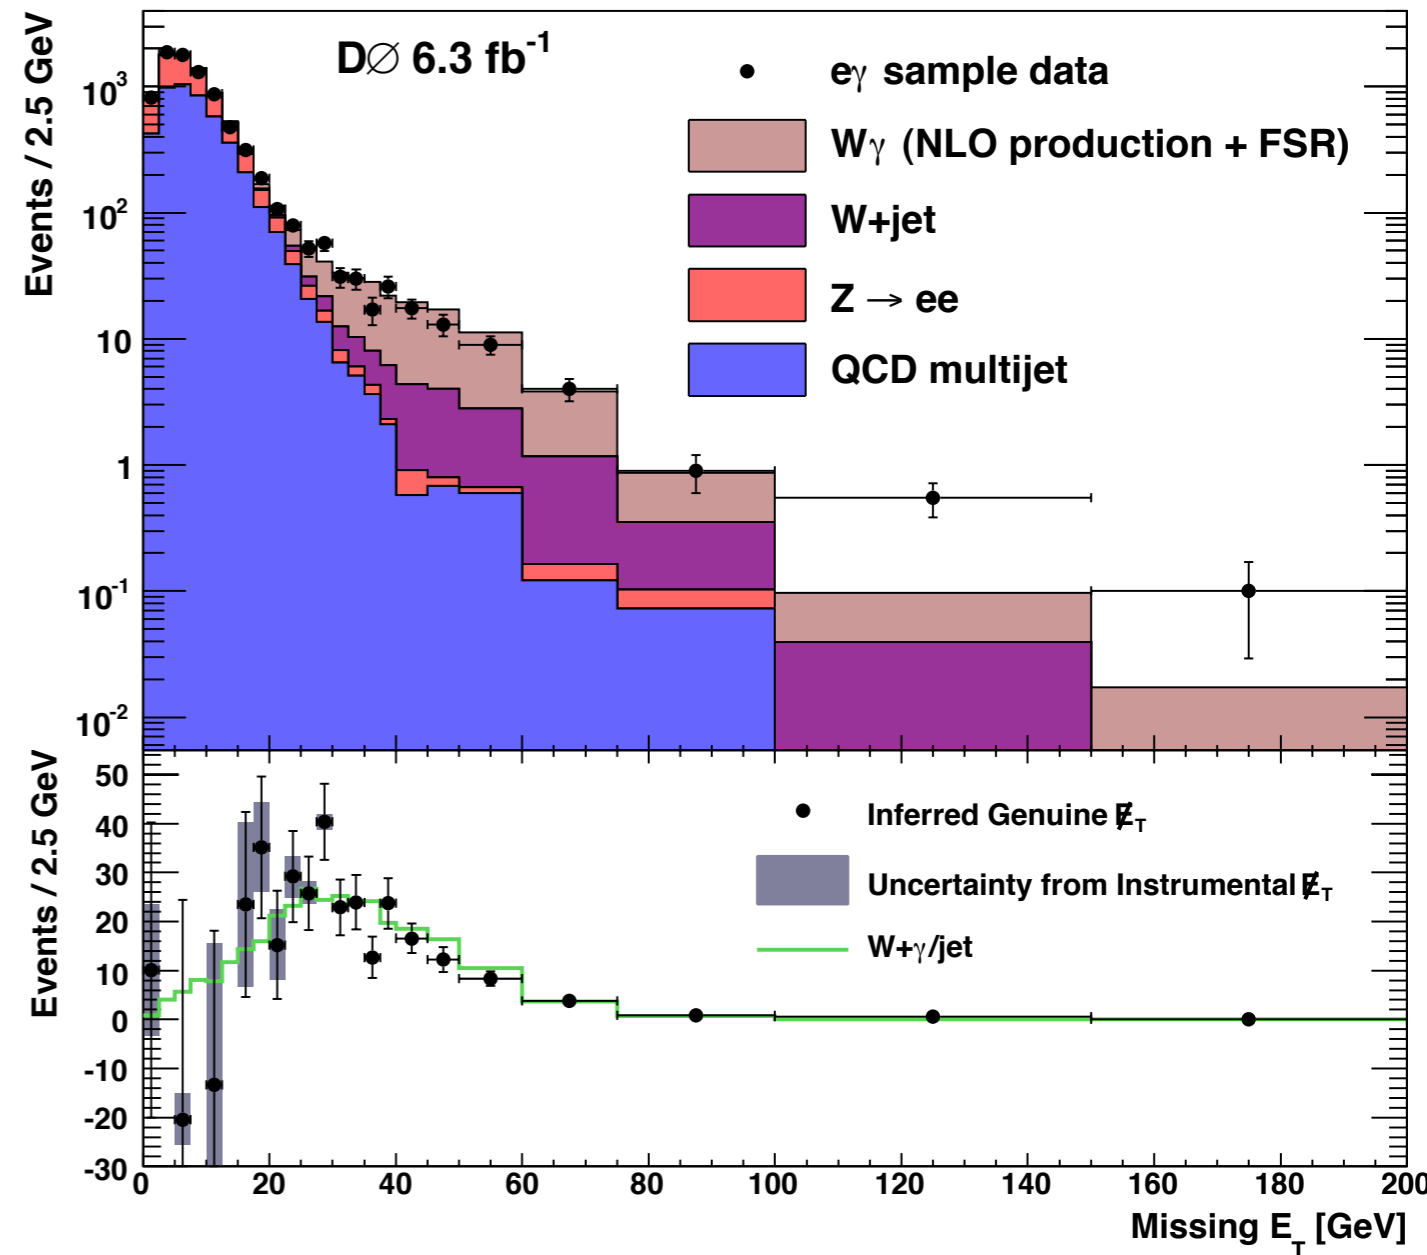 DØ 6.3 fb⁻¹
eγ sample data
Wγ (NLO production + FSR)
W+jet
Z → ee
QCD multijet
Events / 2.5 GeV
10³
10²
10
1
10⁻¹
10⁻²
Inferred Genuine E̸_T
Uncertainty from Instrumental E̸_T
W+γ/jet
Events / 2.5 GeV
50
40
30
20
10
0
-10
-20
-30
0 20 40 60 80 100 120 140 160 180 200
Missing E_T [GeV]